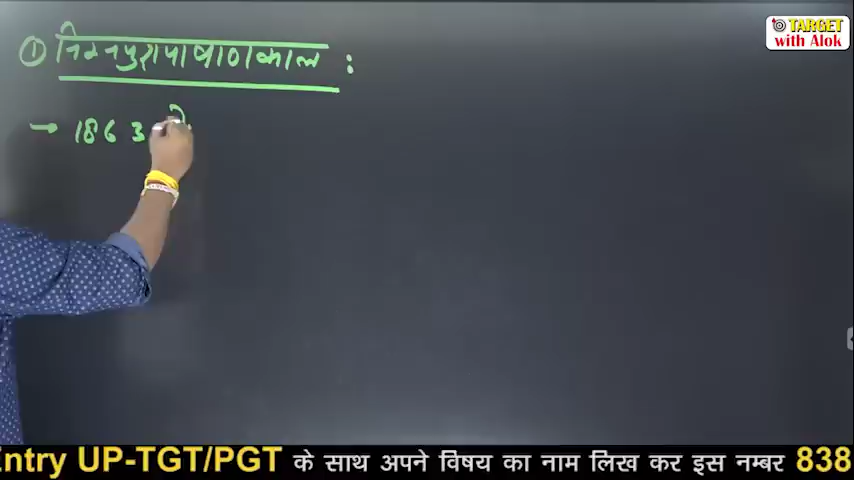 TARGET
with Alok
① निम्नपुरापाषाणकाल :
→ 1863 में
Entry UP-TGT/PGT के साथ अपने विषय का नाम लिख कर इस नम्बर 838